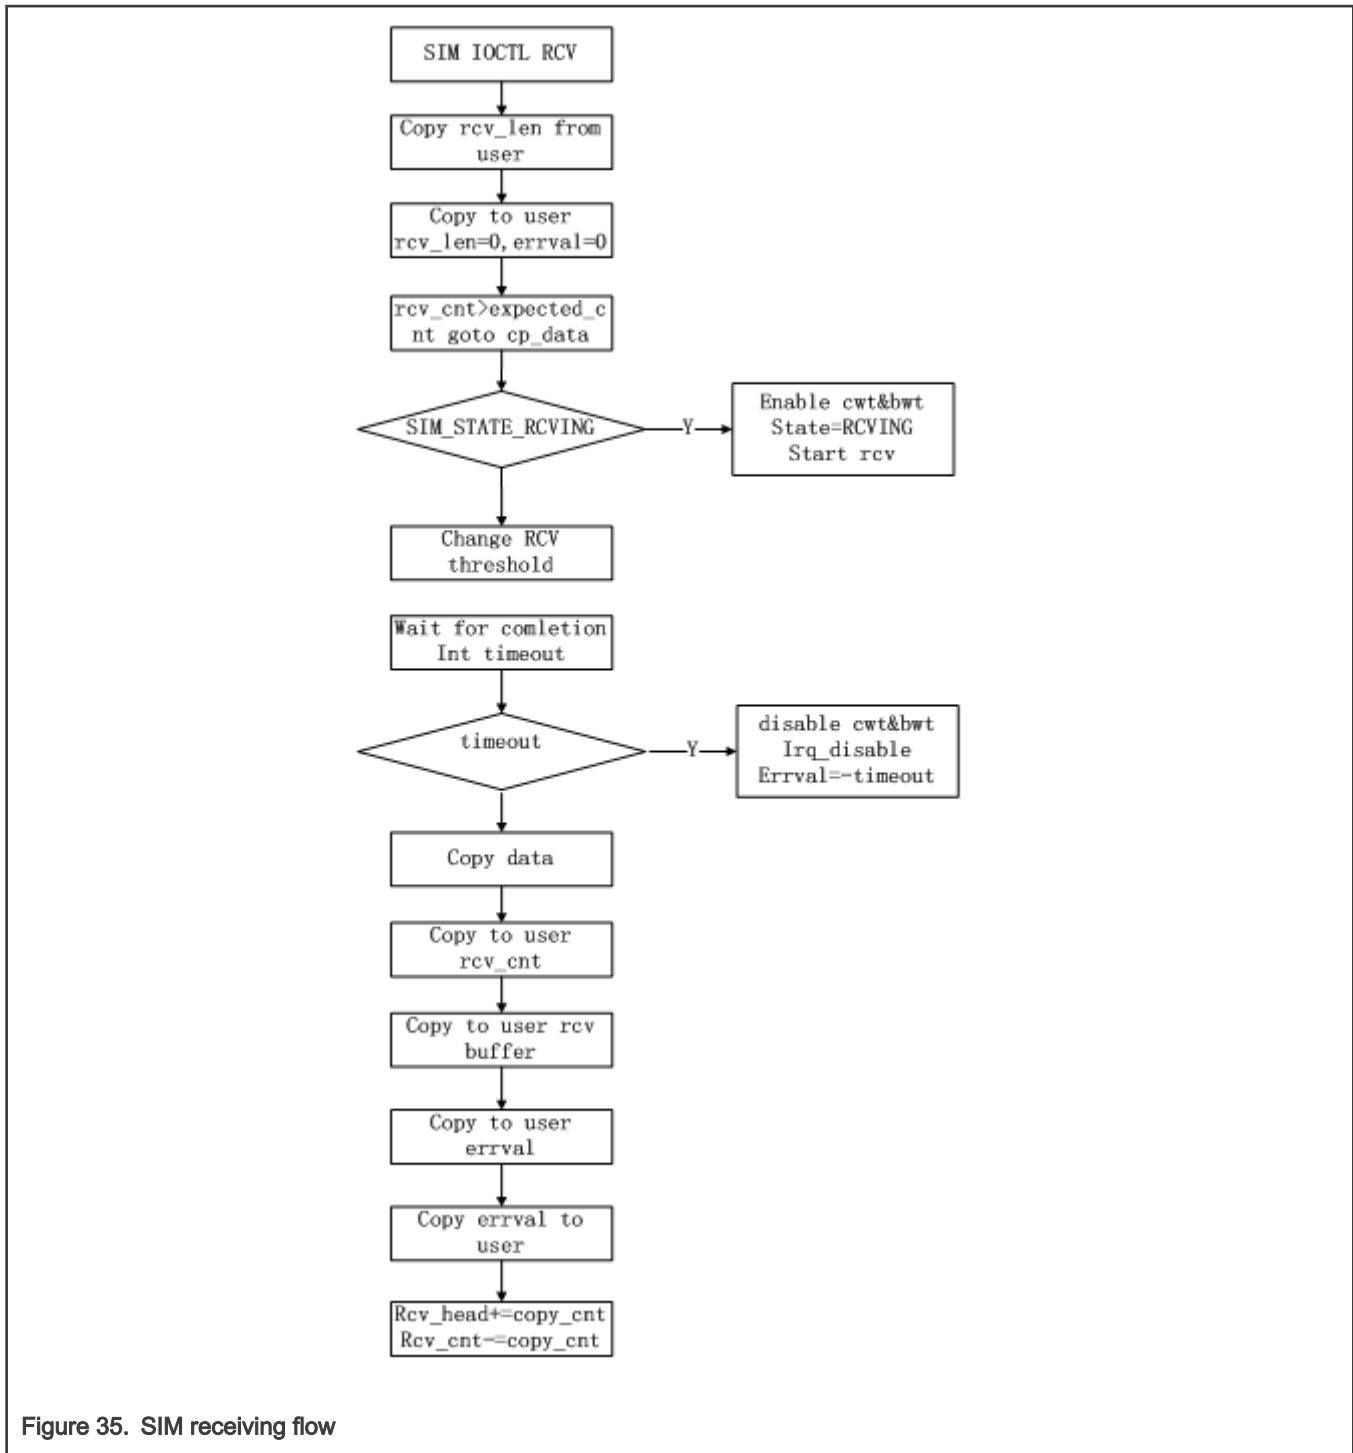 SIM IOCTL RCV
Copy rcv_len from
user
Copy to user
rcv_len=0, errval=0
rcv_cnt>expected_c
nt goto cp_data
SIM_STATE_RCVING
Y
Enable cwt&bwt
State=RCVING
Start rcv
Change RCV
threshold
Wait for comletion
Int timeout
timeout
Y
disable cwt&bwt
Irq_disable
Errval=-timeout
Copy data
Copy to user
rcv_cnt
Copy to user rcv
buffer
Copy to user
errval
Copy errval to
user
Rcv_head+=copy_cnt
Rcv_cnt-=copy_cnt
Figure 35. SIM receiving flow